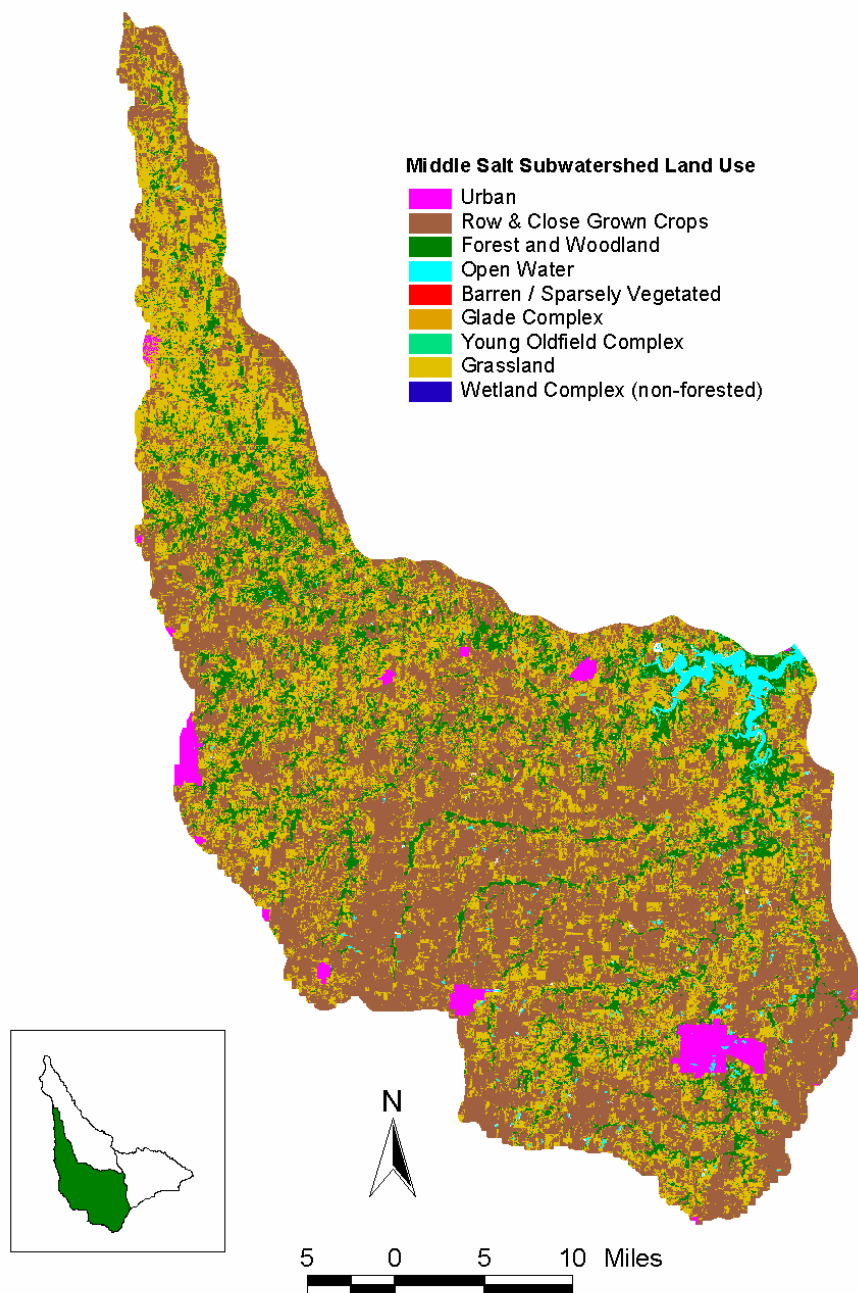 Middle Salt Subwatershed Land Use
Urban
Row & Close Grown Crops
Forest and Woodland
Open Water
Barren / Sparsely Vegetated
Glade Complex
Young Oldfield Complex
Grassland
Wetland Complex (non-forested)
N
5 0 5 10 Miles